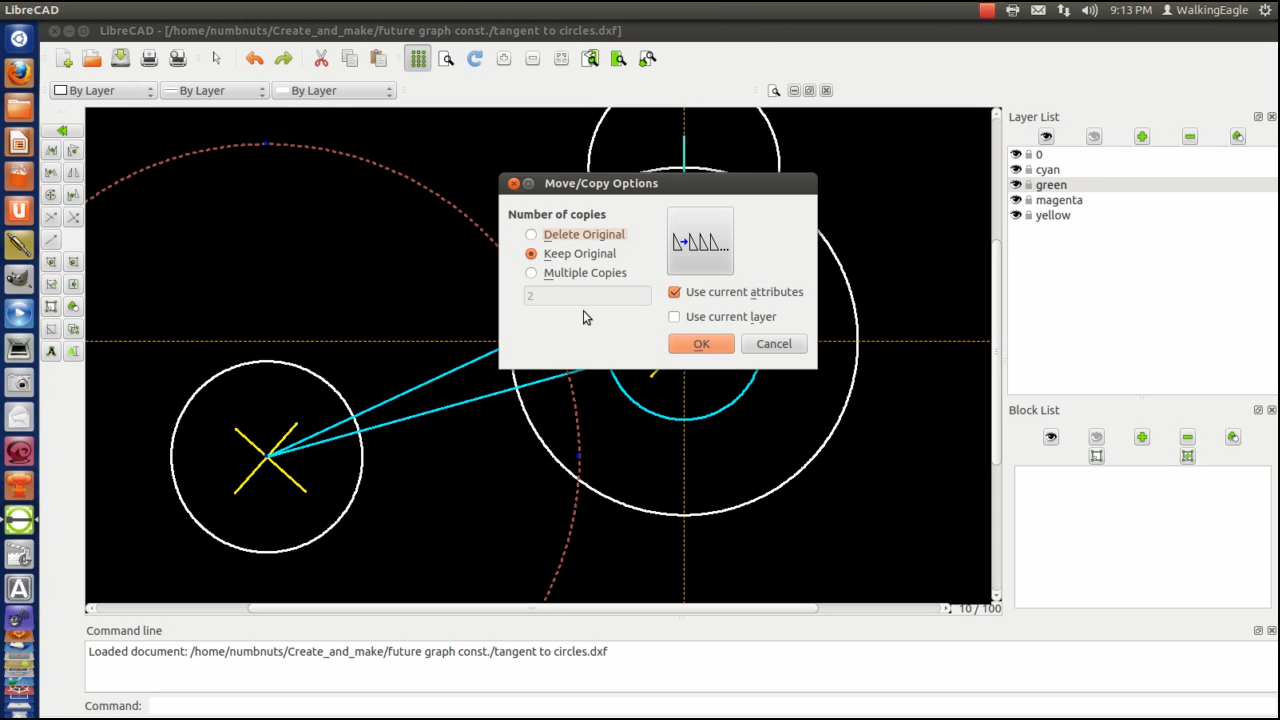 LibreCAD
9:13 PM
WalkingEagle
LibreCAD - [/home/numbnuts/Create_and_make/future graph const./tangent to circles.dxf]
By Layer
By Layer
By Layer
Layer List
0
cyan
green
magenta
yellow
Move/Copy Options
Number of copies
Delete Original
Keep Original
Multiple Copies
2
Use current attributes
Use current layer
OK
Cancel
Block List
10 / 100
Command line
Loaded document: /home/numbnuts/Create_and_make/future graph const./tangent to circles.dxf
Command: